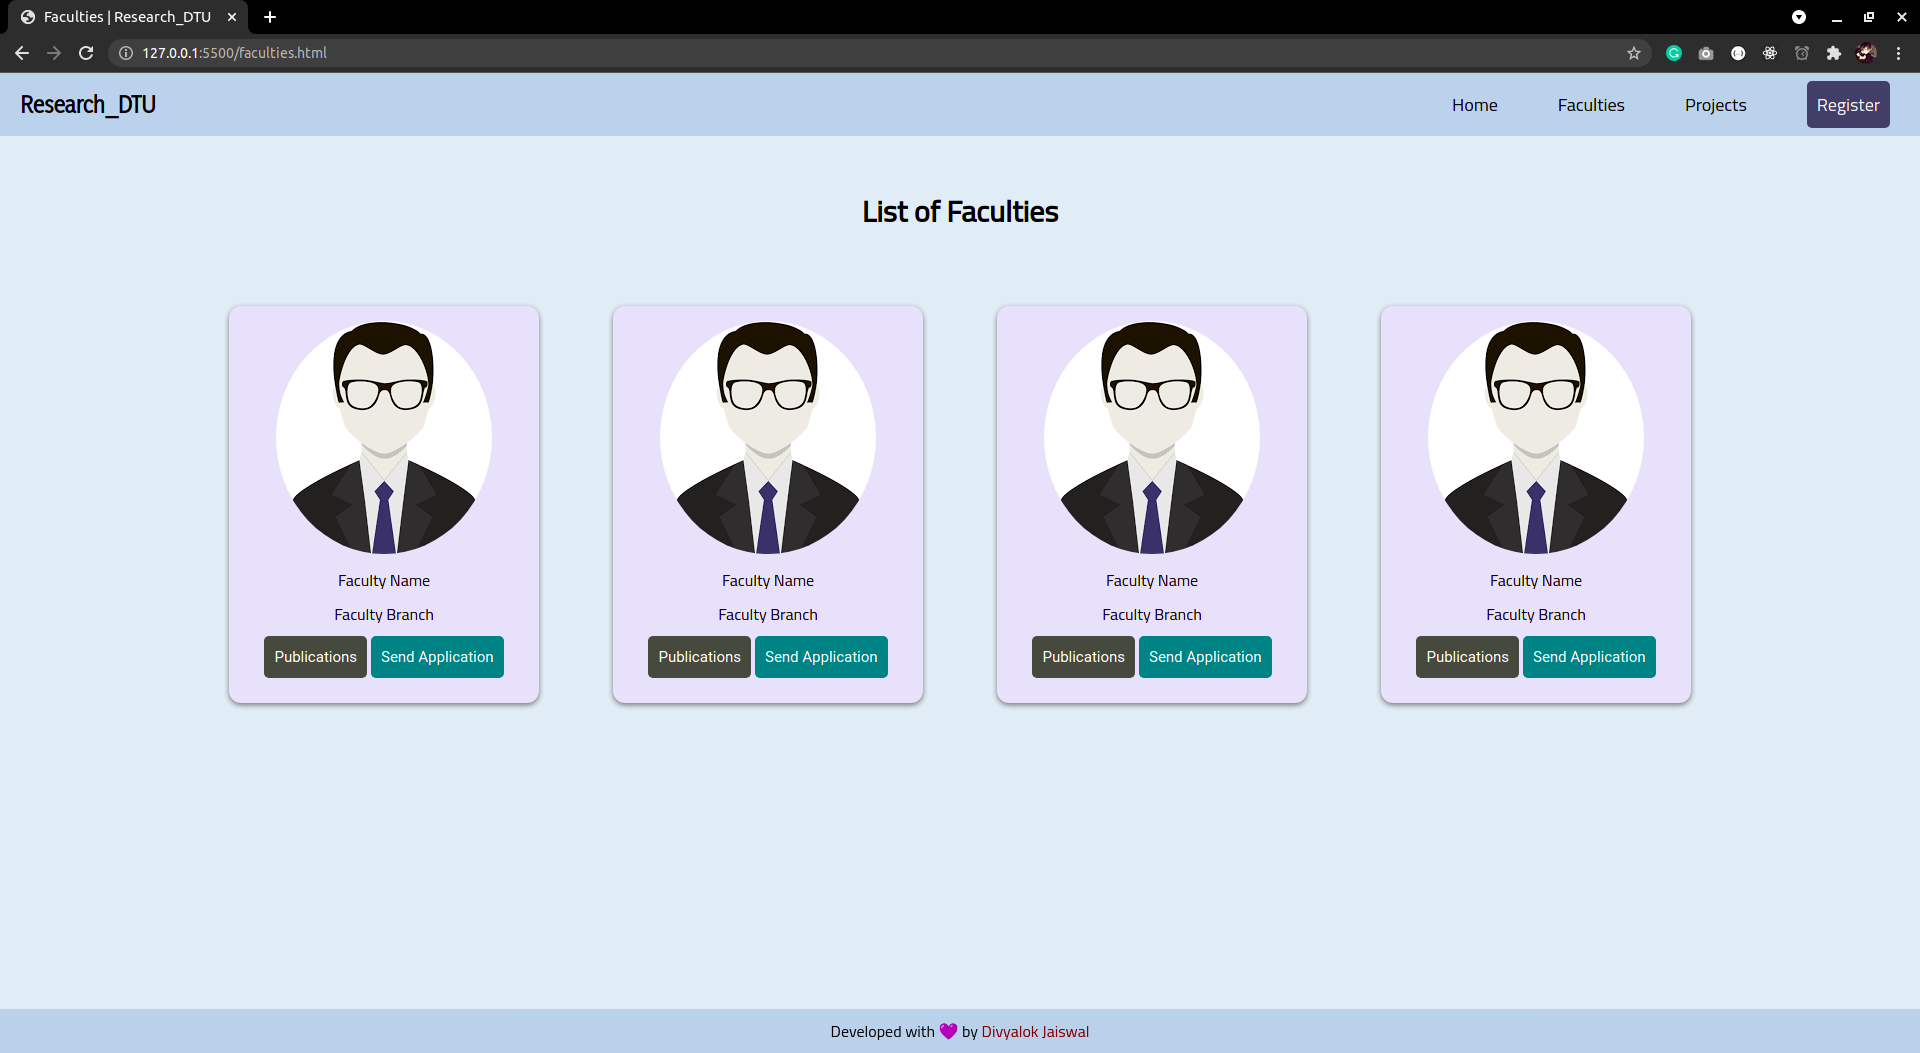 Faculties | Research_DTU
127.0.0.1:5500/faculties.html
Research_DTU
Home Faculties Projects Register
List of Faculties
Faculty Name Faculty Name Faculty Name Faculty Name
Faculty Branch Faculty Branch Faculty Branch Faculty Branch
Publications Send Application Publications Send Application Publications Send Application Publications Send Application
Developed with 💜 by Divyalok Jaiswal